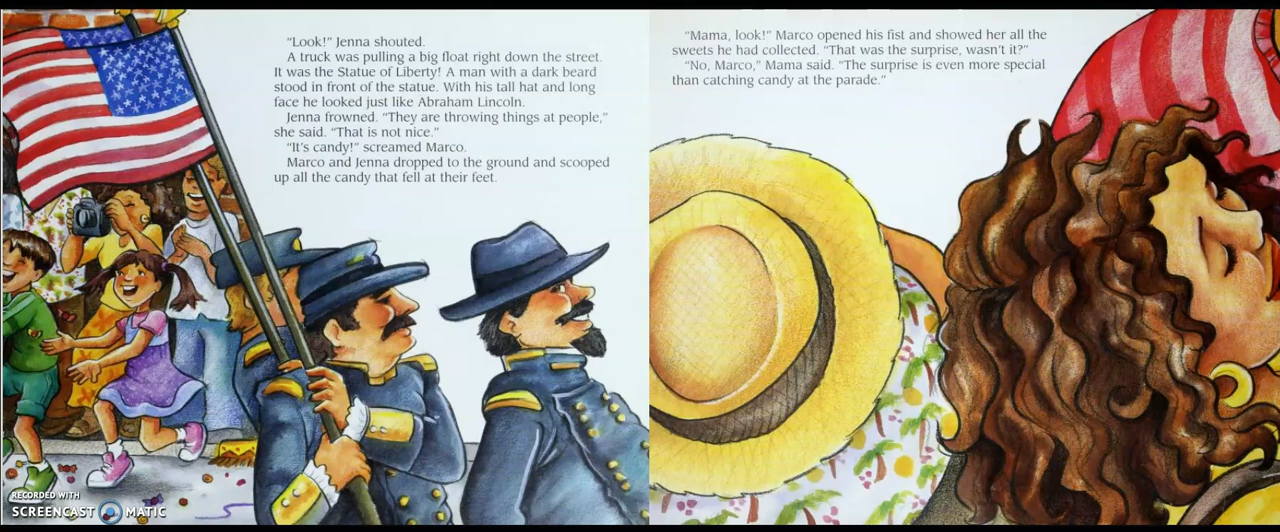 “Look!” Jenna shouted.
A truck was pulling a big float right down the street.
It was the Statue of Liberty! A man with a dark beard
stood in front of the statue. With his tall hat and long
face he looked just like Abraham Lincoln.
Jenna frowned. “They are throwing things at people,”
she said. “That is not nice.”
“It’s candy!” screamed Marco.
Marco and Jenna dropped to the ground and scooped
up all the candy that fell at their feet.
“Mama, look!” Marco opened his fist and showed her all the
sweets he had collected. “That was the surprise, wasn’t it?”
“No, Marco,” Mama said. “The surprise is even more special
than catching candy at the parade.”
RECORDED WITH
SCREENCAST MATIC